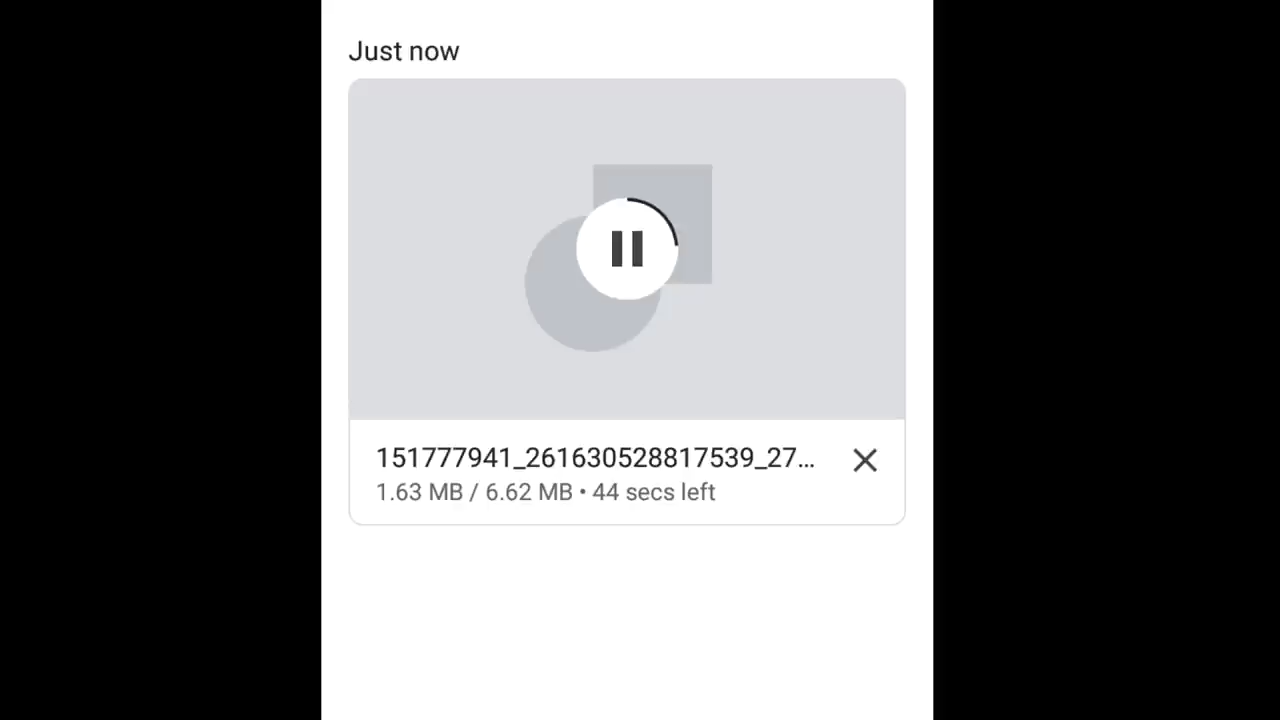 Just now
151777941_261630528817539_27...
1.63 MB / 6.62 MB • 44 secs left